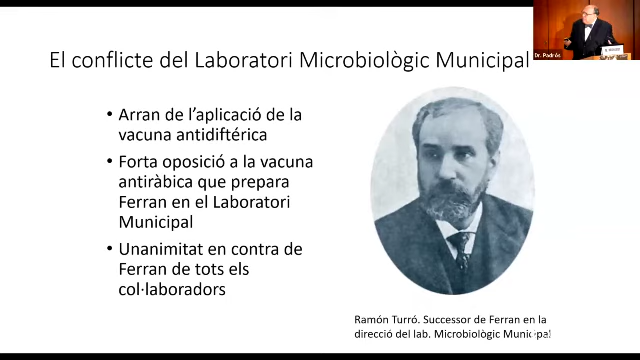 El conflicte del Laboratori Microbiològic Municipal
Dr. Padrós
• Arran de l’aplicació de la
vacuna antidiftérica
• Forta oposició a la vacuna
antiràbica que prepara
Ferran en el Laboratori
Municipal
• Unanimitat en contra de
Ferran de tots els
col·laboradors
Ramón Turró. Successor de Ferran en la
direcció del lab. Microbiològic Municipal